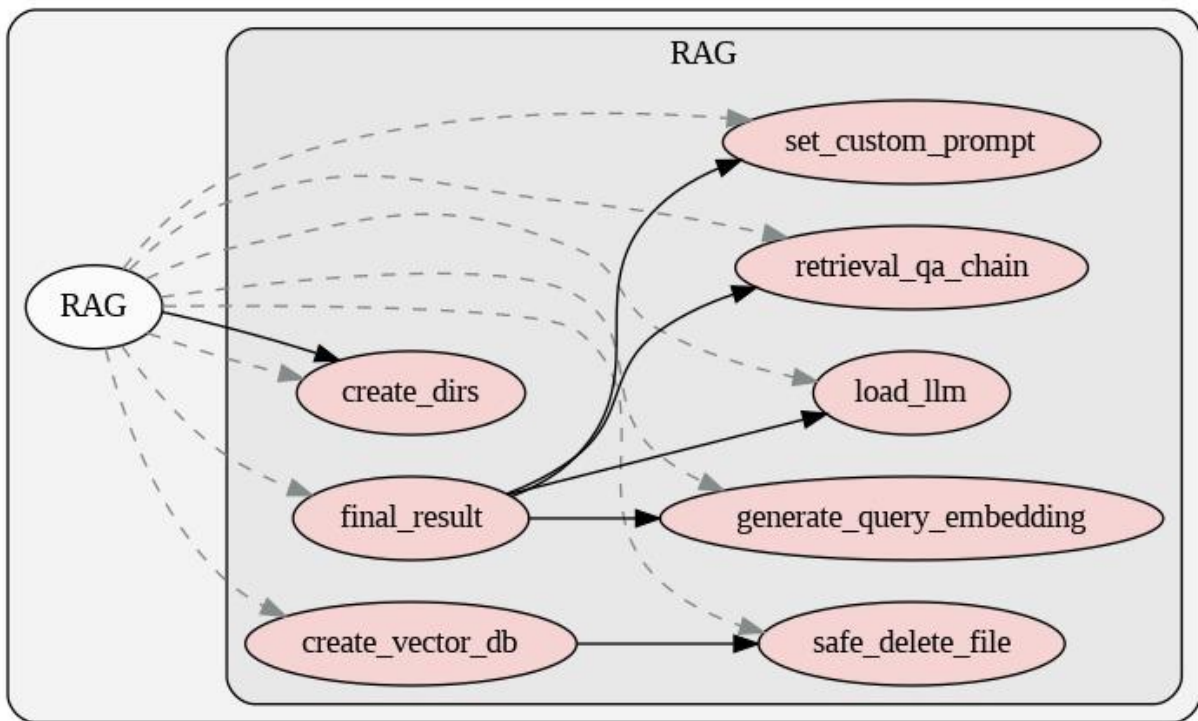 RAG
set_custom_prompt
retrieval_qa_chain
RAG
create_dirs
load_llm
final_result
generate_query_embedding
create_vector_db
safe_delete_file